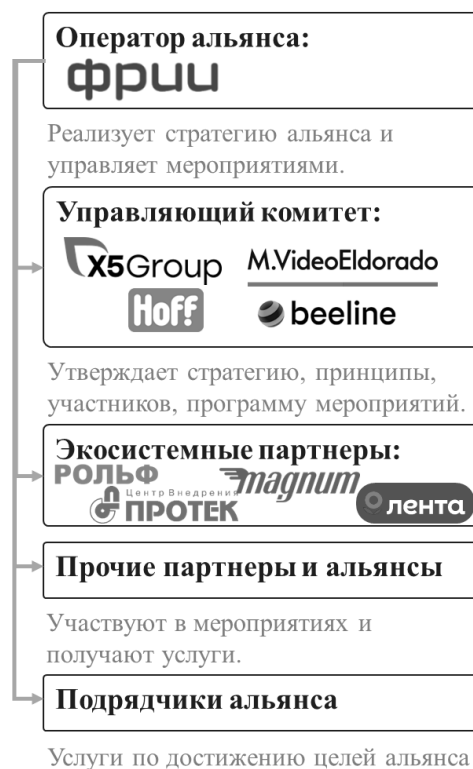 Оператор альянса:
фрии
Реализует стратегию альянса и
управляет мероприятиями.
Управляющий комитет:
X5Group M.VideoEldorado
Hoff beeline
Утверждает стратегию, принципы,
участников, программу мероприятий.
Экосистемные партнеры:
РОЛЬФ magnum
Центр Внедрения
ПРОТЕК лента
Прочие партнеры и альянсы
Участвуют в мероприятиях и
получают услуги.
Подрядчики альянса
Услуги по достижению целей альянса